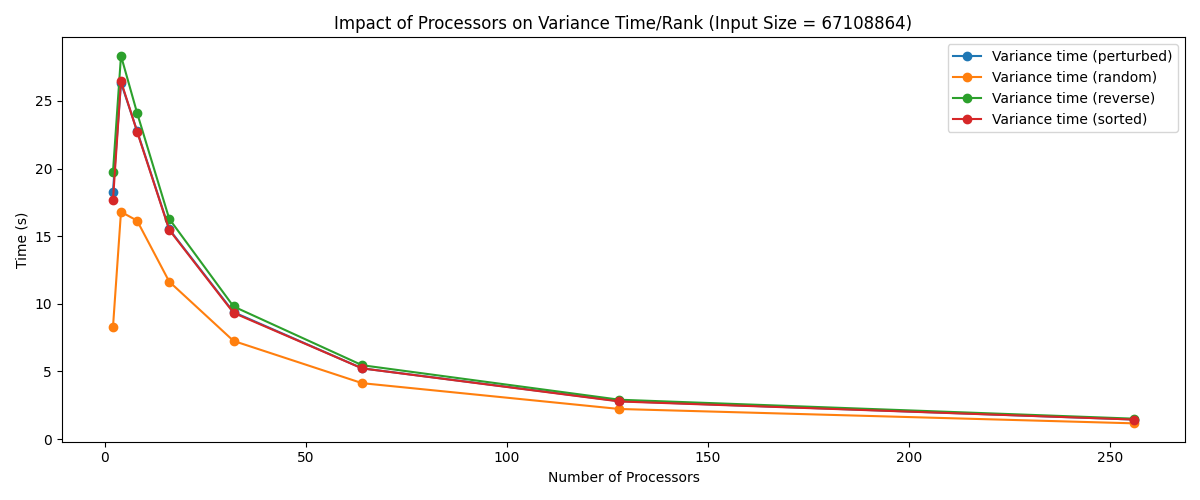 Impact of Processors on Variance Time/Rank (Input Size = 67108864)
Variance time (perturbed)
Variance time (random)
Variance time (reverse)
Variance time (sorted)
Time (s)
25
20
15
10
5
0
0 50 100 150 200 250
Number of Processors